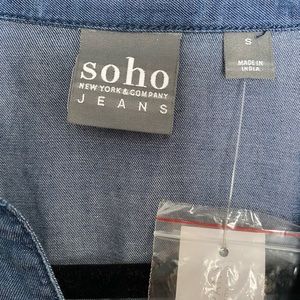 soho
NEW YORK & COMPANY
JEANS
S
MADE IN
INDIA